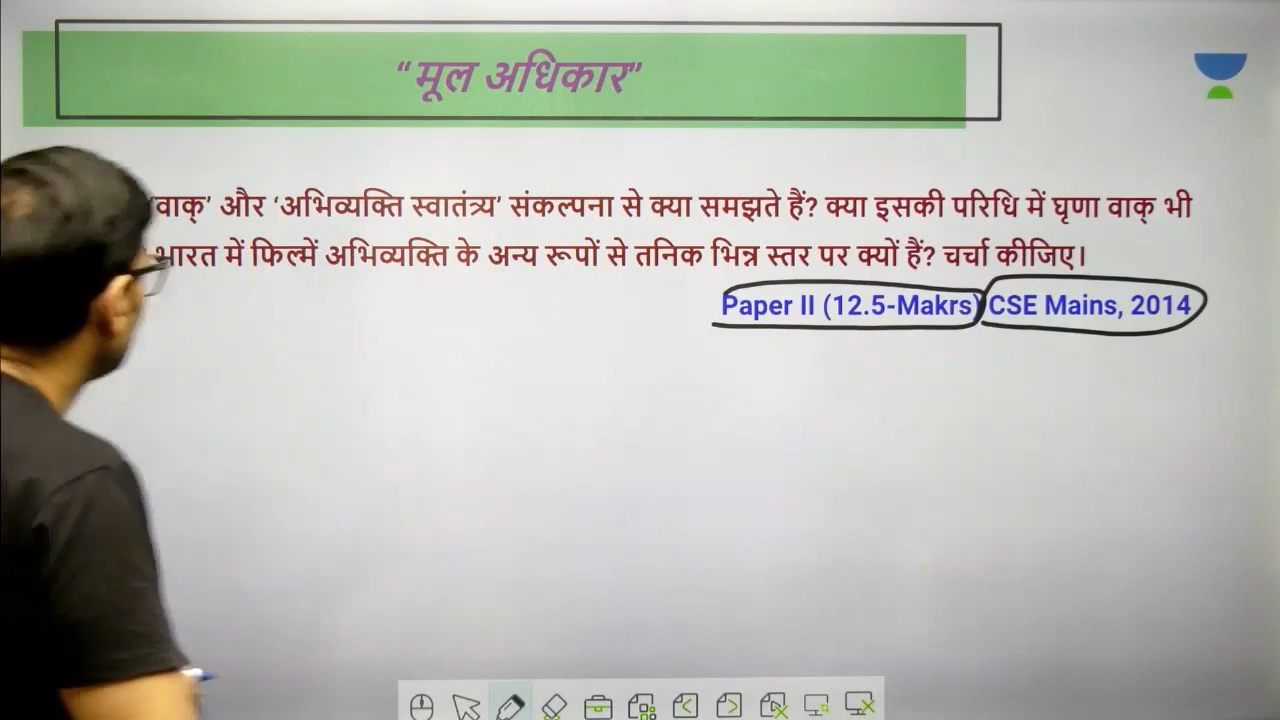 “मूल अधिकार”
वाक्’ और ‘अभिव्यक्ति स्वातंत्र्य’ संकल्पना से क्या समझते हैं? क्या इसकी परिधि में घृणा वाक् भी
भारत में फिल्में अभिव्यक्ति के अन्य रूपों से तनिक भिन्न स्तर पर क्यों हैं? चर्चा कीजिए।
Paper II (12.5-Makrs) CSE Mains, 2014